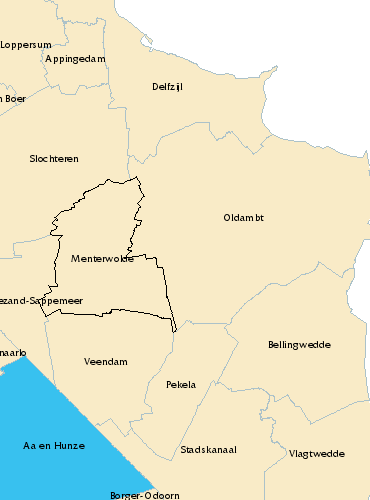 Loppersum
Appingedam
Delfzijl
n Boer
Slochteren
Oldambt
Menterwolde
ezand-Sappemeer
Bellingwedde
naarlo
Veendam
Pekela
Aa en Hunze
Stadskanaal
Vlagtwedde
Borger-Odoorn